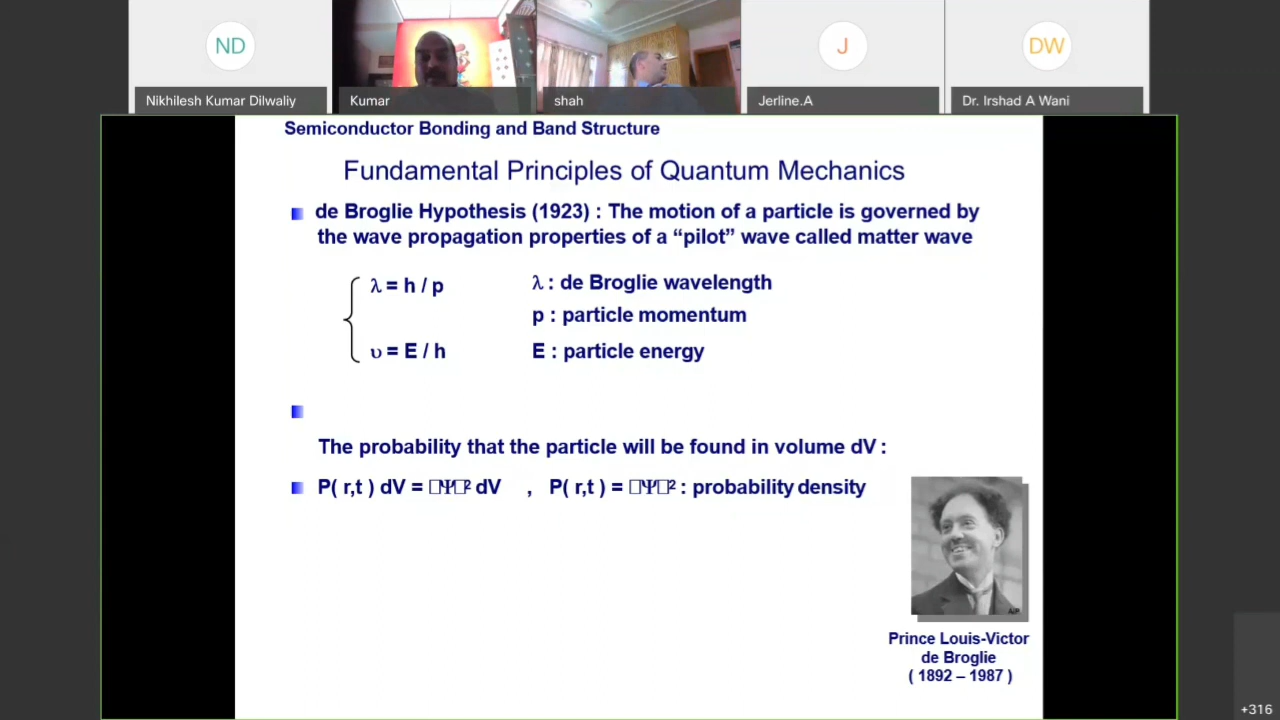 ND
J
DW
Nikhilesh Kumar Dilwaliy
Kumar
shah
Jerline.A
Dr. Irshad A Wani
Semiconductor Bonding and Band Structure
Fundamental Principles of Quantum Mechanics
de Broglie Hypothesis (1923) : The motion of a particle is governed by
the wave propagation properties of a “pilot” wave called matter wave
λ = h / p
λ : de Broglie wavelength
p : particle momentum
υ = E / h
E : particle energy
The probability that the particle will be found in volume dV :
P( r,t ) dV = □Ψ□² dV , P( r,t ) = □Ψ□² : probability density
Prince Louis-Victor
de Broglie
( 1892 – 1987 )
+316